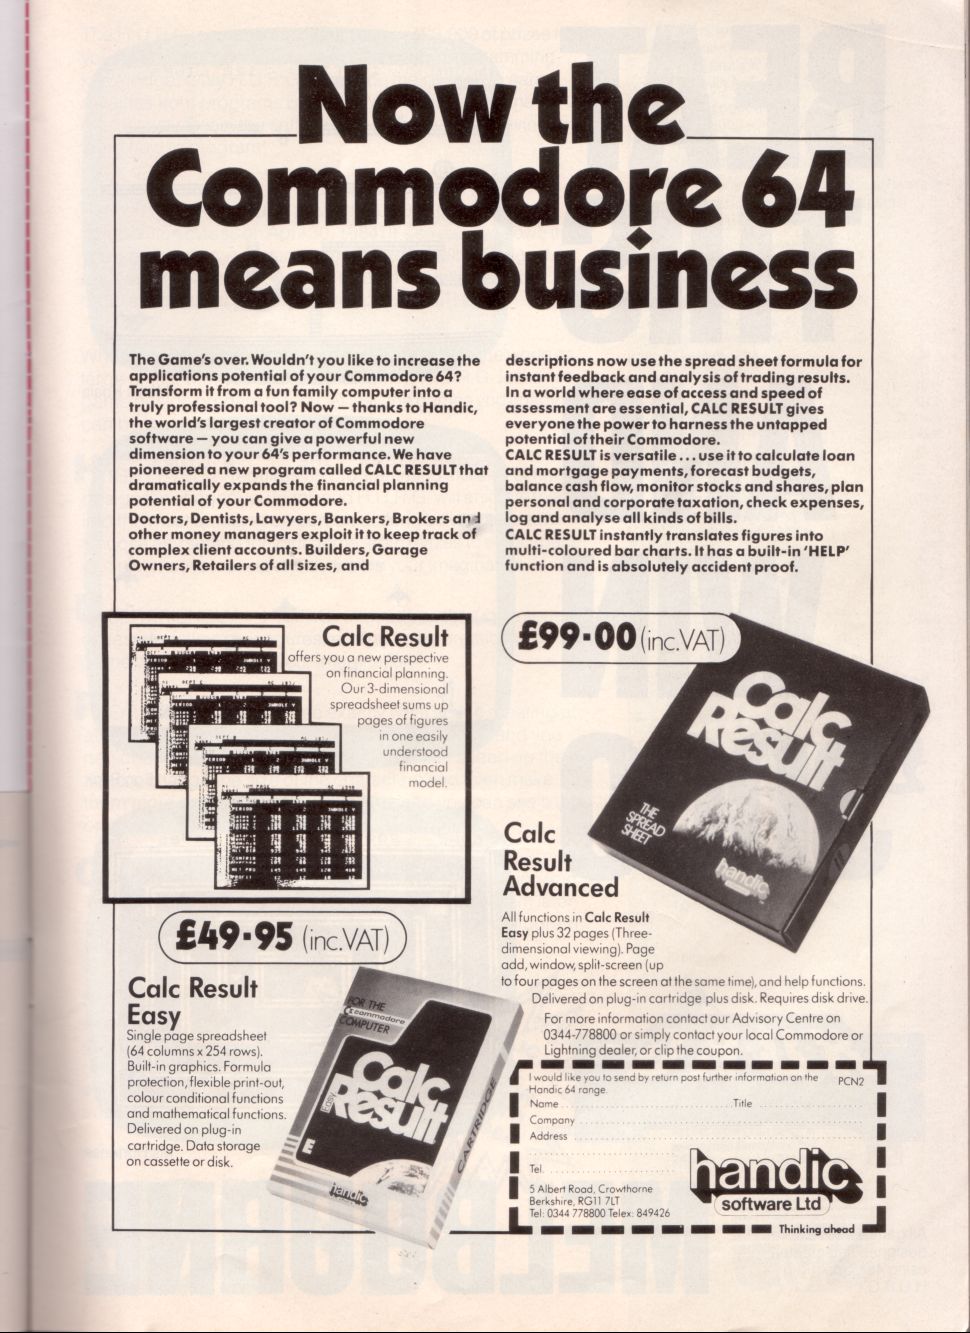 Now the
Commodore 64
means business
The Game's over. Wouldn't you like to increase the
applications potential of your Commodore 64?
Transform it from a fun family computer into a
truly professional tool? Now — thanks to Handic,
the world's largest creator of Commodore
software — you can give a powerful new
dimension to your 64's performance. We have
pioneered a new program called CALC RESULT that
dramatically expands the financial planning
potential of your Commodore.
Doctors, Dentists, Lawyers, Bankers, Brokers and
other money managers exploit it to keep track of
complex client accounts. Builders, Garage
Owners, Retailers of all sizes, and
descriptions now use the spread sheet formula for
instant feedback and analysis of trading results.
In a world where ease of access and speed of
assessment are essential, CALC RESULT gives
everyone the power to harness the untapped
potential of their Commodore.
CALC RESULT is versatile ... use it to calculate loan
and mortgage payments, forecast budgets,
balance cash flow, monitor stocks and shares, plan
personal and corporate taxation, check expenses,
log and analyse all kinds of bills.
CALC RESULT instantly translates figures into
multi-coloured bar charts. It has a built-in 'HELP'
function and is absolutely accident proof.
Calc Result
offers you a new perspective
on financial planning.
Our 3-dimensional
spreadsheet sums up
pages of figures
in one easily
understood
financial
model.
£49·95 (inc.VAT)
Calc Result
Easy
Single page spreadsheet
(64 columns x 254 rows).
Built-in graphics. Formula
protection, flexible print-out,
colour conditional functions
and mathematical functions.
Delivered on plug-in
cartridge. Data storage
on cassette or disk.
FOR THE
commodore
COMPUTER
Calc
Easy Result
E
CARTRIDGE
handic
£99·00 (inc.VAT)
Calc
Result
THE
SPREAD
SHEET
handic
Calc
Result
Advanced
All functions in Calc Result
Easy plus 32 pages (Three-
dimensional viewing). Page
add, window, split-screen (up
to four pages on the screen at the same time), and help functions.
Delivered on plug-in cartridge plus disk. Requires disk drive.
For more information contact our Advisory Centre on
0344-778800 or simply contact your local Commodore or
Lightning dealer, or clip the coupon.
I would like you to send by return post further information on the
Handic 64 range. PCN2
Name Title
Company
Address
Tel.
5 Albert Road, Crowthorne
Berkshire, RG11 7LT
Tel: 0344 778800 Telex: 849426
handic
software Ltd
Thinking ahead